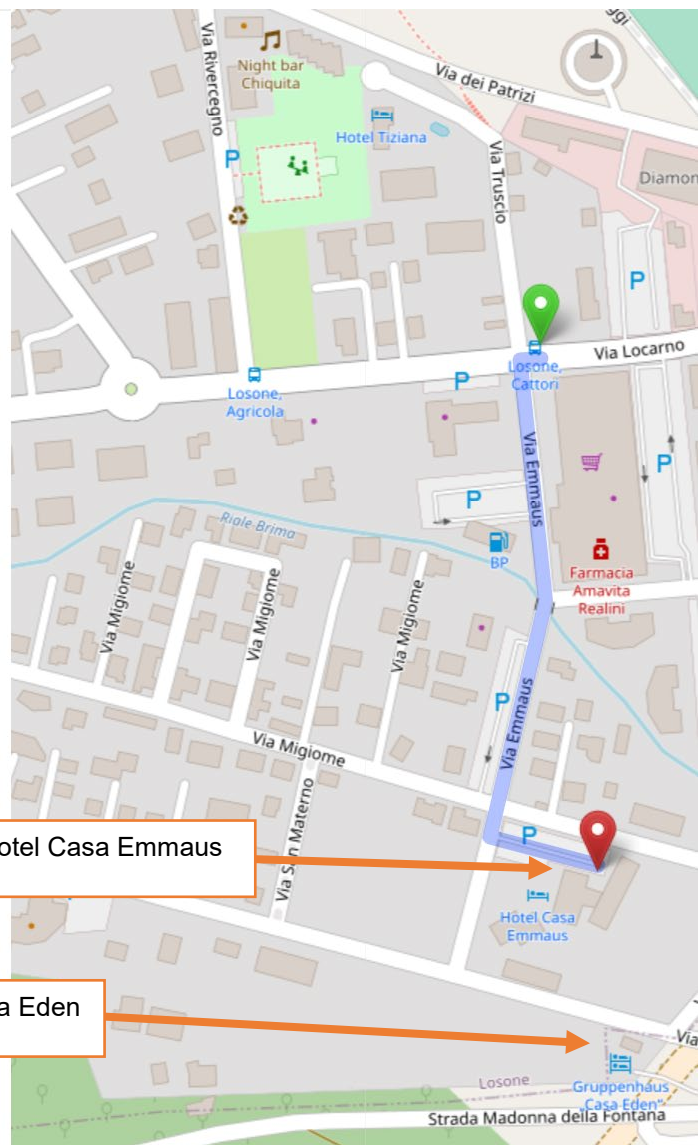 ggi
Via Rivercegno
Night bar
Chiquita
Via dei Patrizi
Hotel Tiziana
P
Via Truscio
Diamon
P
Losone,
Cattori
Via Locarno
Losone,
Agricola
P
Via Emmaus
P
P
Riale Brima
BP
Farmacia
Amavita
Realini
Via Migiome
Via Migiome
Via Migiome
P
Via Emmaus
Via Migiome
Via San Materno
otel Casa Emmaus
P
Hotel Casa
Emmaus
a Eden
Via
Losone
Gruppenhaus
"Casa Eden"
Strada Madonna della Fontana